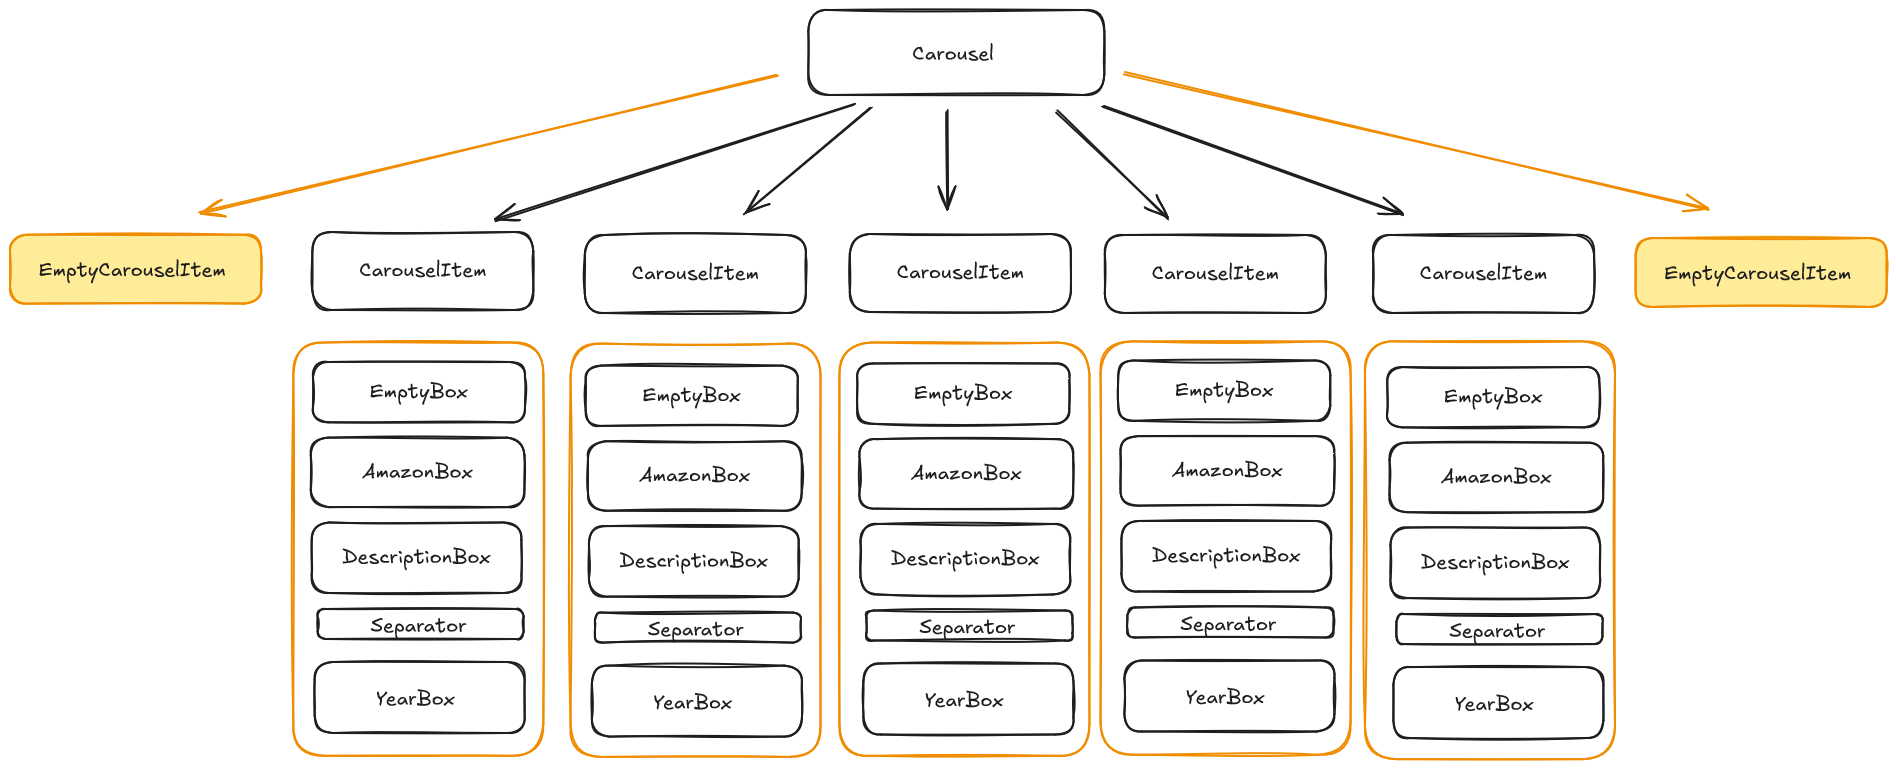 Carousel
EmptyCarouselItem
CarouselItem
CarouselItem
CarouselItem
CarouselItem
CarouselItem
EmptyCarouselItem
EmptyBox
AmazonBox
DescriptionBox
Separator
YearBox
EmptyBox
AmazonBox
DescriptionBox
Separator
YearBox
EmptyBox
AmazonBox
DescriptionBox
Separator
YearBox
EmptyBox
AmazonBox
DescriptionBox
Separator
YearBox
EmptyBox
AmazonBox
DescriptionBox
Separator
YearBox